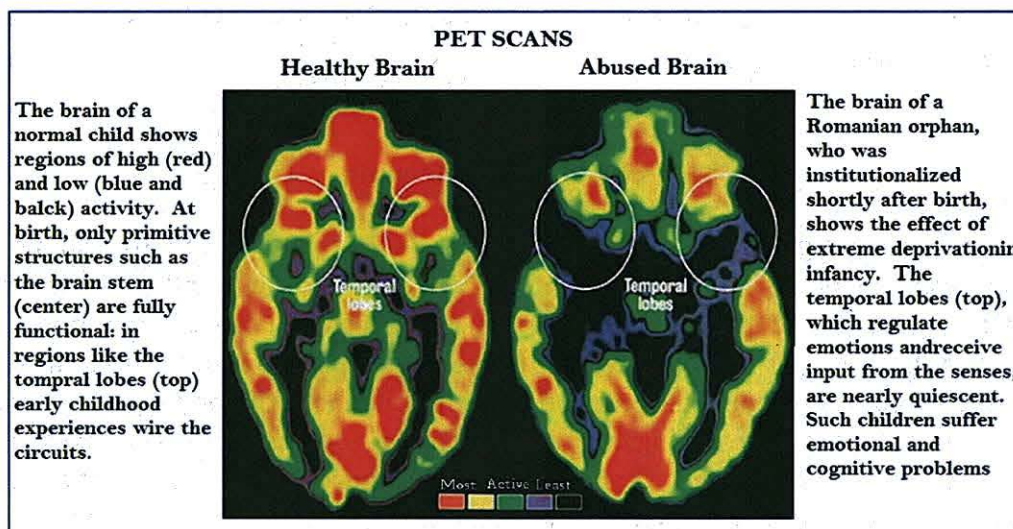 PET SCANS
Healthy Brain
Abused Brain
The brain of a
normal child shows
regions of high (red)
and low (blue and
balck) activity. At
birth, only primitive
structures such as
the brain stem
(center) are fully
functional: in
regions like the
tompral lobes (top)
early childhood
experiences wire the
circuits.
Temporal
lobes
Temporal
lobes
Most Active Least
The brain of a
Romanian orphan,
who was
institutionalized
shortly after birth,
shows the effect of
extreme deprivationin
infancy. The
temporal lobes (top),
which regulate
emotions andreceive
input from the senses,
are nearly quiescent.
Such children suffer
emotional and
cognitive problems